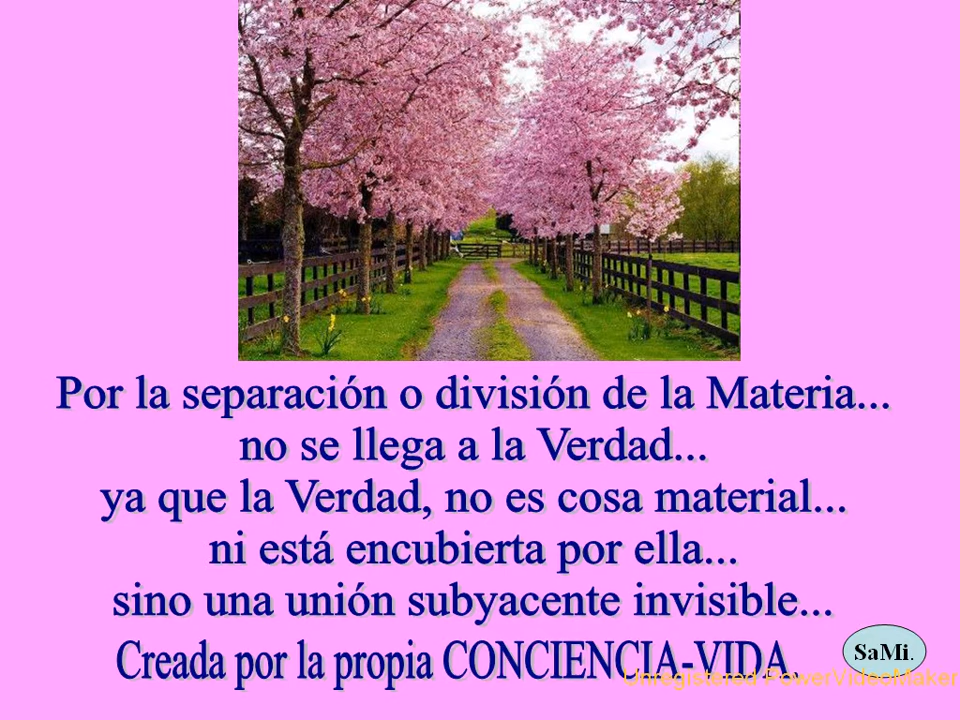 Por la separación o división de la Materia...
no se llega a la Verdad...
ya que la Verdad, no es cosa material...
ni está encubierta por ella...
sino una unión subyacente invisible...
Creada por la propia CONCIENCIA-VIDA.
SaMi.
Unregistered PowerVideoMaker